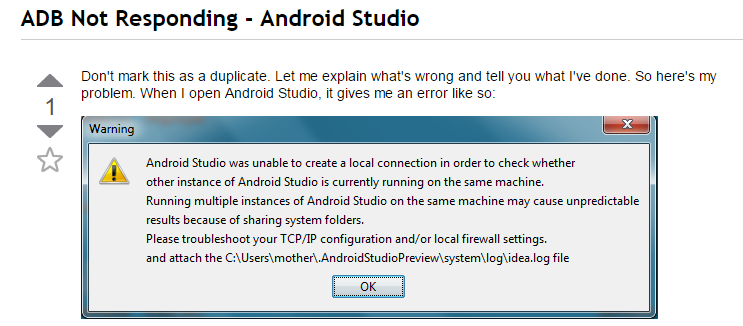 ADB Not Responding - Android Studio
Don't mark this as a duplicate. Let me explain what's wrong and tell you what I've done. So here's my
problem. When I open Android Studio, it gives me an error like so:
1
Warning
Android Studio was unable to create a local connection in order to check whether
other instance of Android Studio is currently running on the same machine.
Running multiple instances of Android Studio on the same machine may cause unpredictable
results because of sharing system folders.
Please troubleshoot your TCP/IP configuration and/or local firewall settings.
and attach the C:\Users\mother\.AndroidStudioPreview\system\log\idea.log file
OK